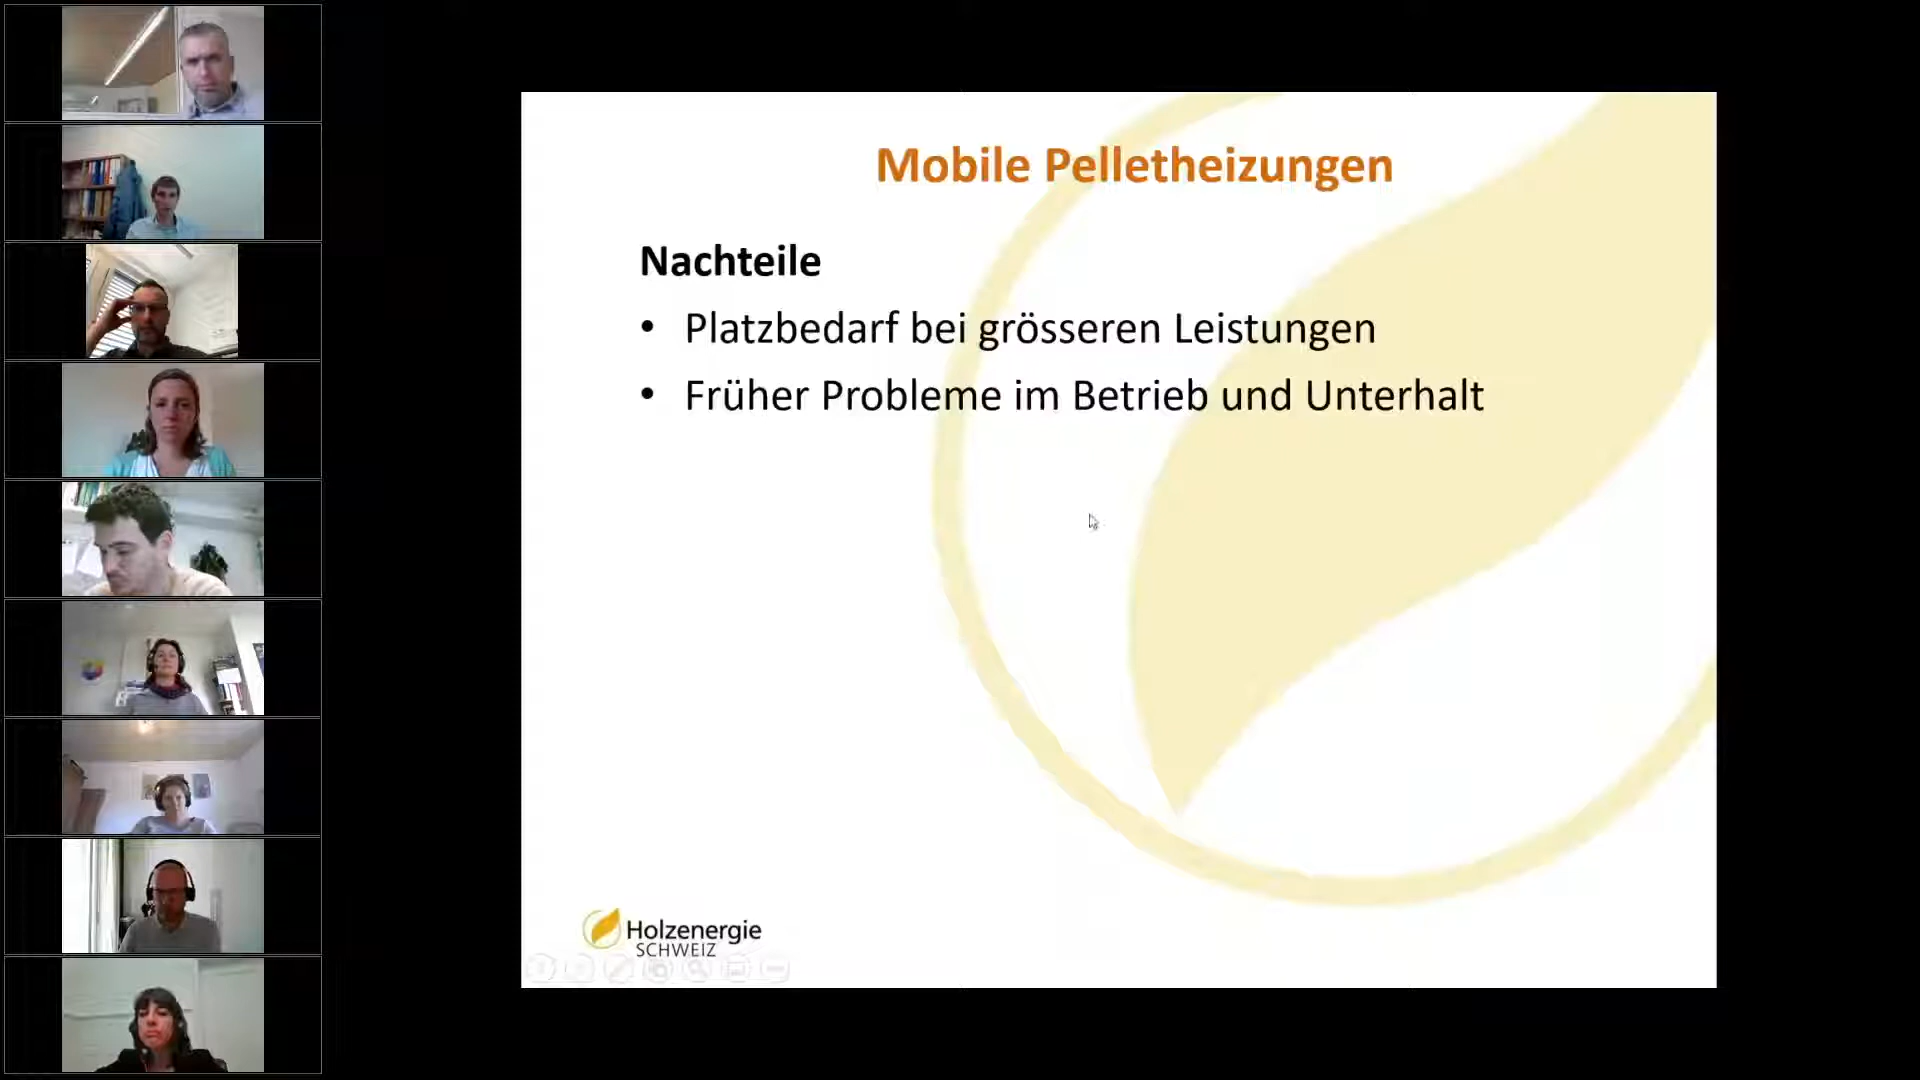 Mobile Pelletheizungen
Nachteile
• Platzbedarf bei grösseren Leistungen
• Früher Probleme im Betrieb und Unterhalt
Holzenergie
SCHWEIZ